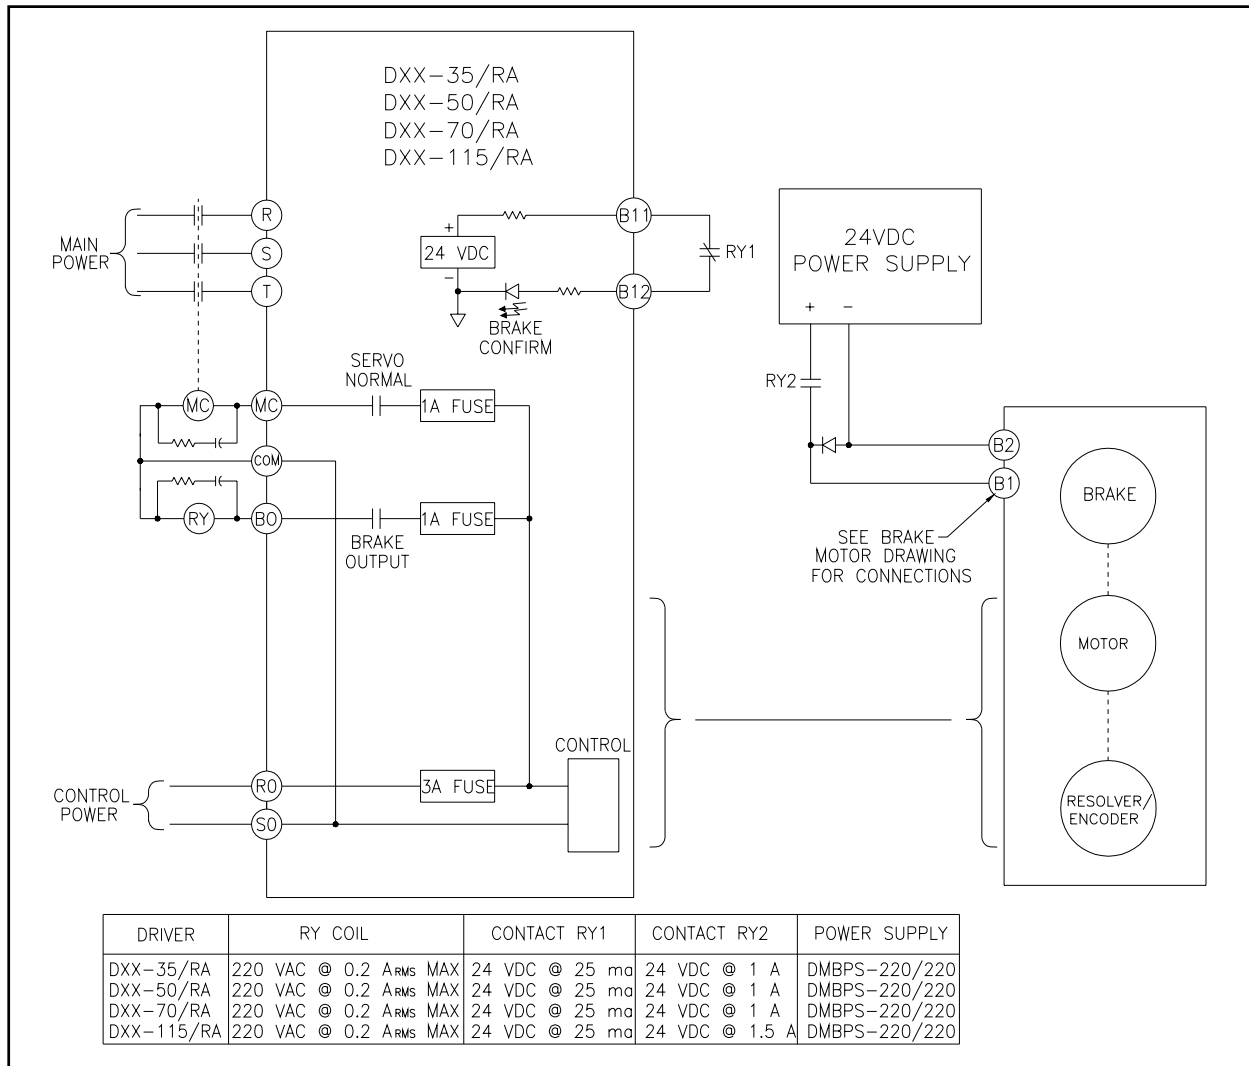 DXX-35/RA
DXX-50/RA
DXX-70/RA
DXX-115/RA
MAIN
POWER
R
S
T
+
24 VDC
-
B11
B12
RY1
BRAKE
CONFIRM
24VDC
POWER SUPPLY
+ -
RY2
B2
B1
SEE BRAKE
MOTOR DRAWING
FOR CONNECTIONS
BRAKE
MOTOR
RESOLVER/
ENCODER
SERVO
NORMAL
MC
MC
1A FUSE
COM
RY
BO
1A FUSE
BRAKE
OUTPUT
CONTROL
CONTROL
POWER
R0
3A FUSE
S0
DRIVER RY COIL CONTACT RY1 CONTACT RY2 POWER SUPPLY
DXX-35/RA 220 VAC @ 0.2 ARMS MAX 24 VDC @ 25 ma 24 VDC @ 1 A DMBPS-220/220
DXX-50/RA 220 VAC @ 0.2 ARMS MAX 24 VDC @ 25 ma 24 VDC @ 1 A DMBPS-220/220
DXX-70/RA 220 VAC @ 0.2 ARMS MAX 24 VDC @ 25 ma 24 VDC @ 1 A DMBPS-220/220
DXX-115/RA 220 VAC @ 0.2 ARMS MAX 24 VDC @ 25 ma 24 VDC @ 1.5 A DMBPS-220/220